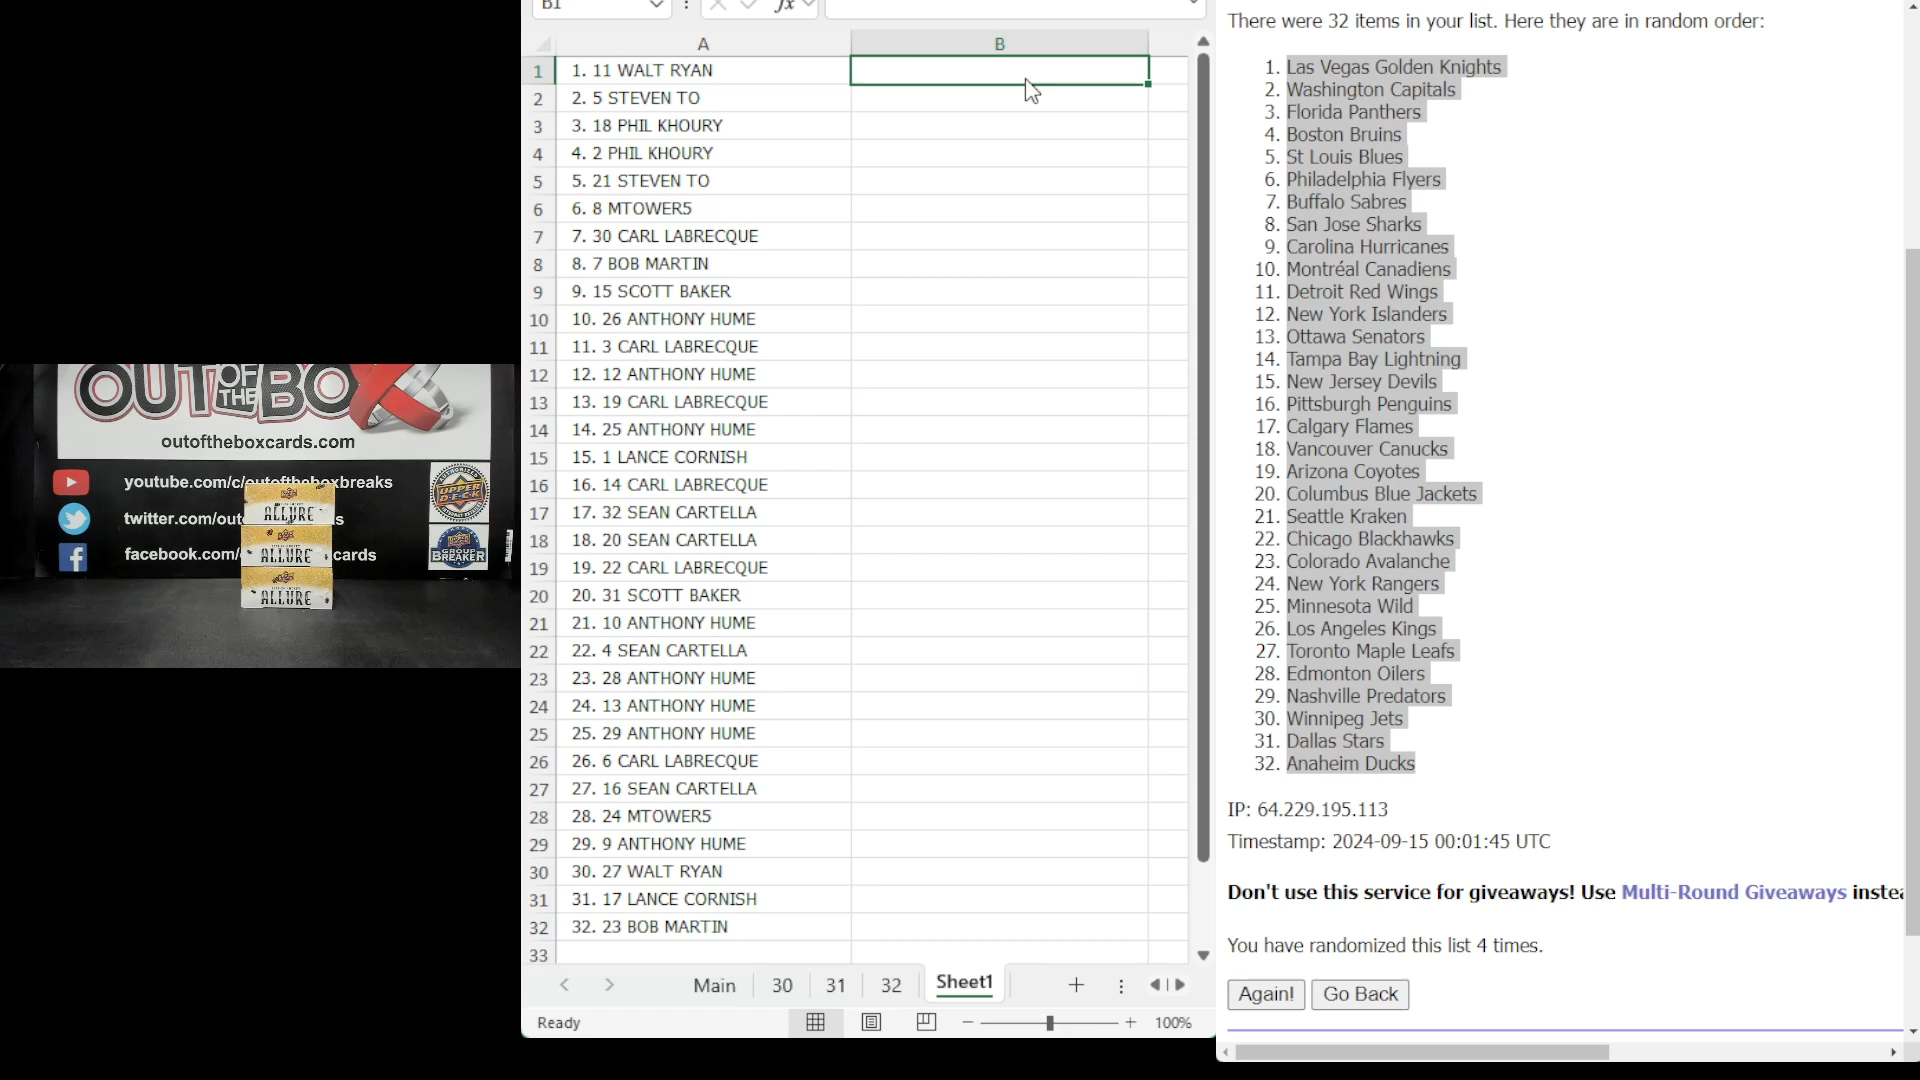 OUT OF THE BOX
outoftheboxcards.com
youtube.com/c/outoftheboxbreaks
facebook.com/
cards
UPPER DECK
GROUP BREAKER
ALLURE
ALLURE
ALLURE
B1
fx
A B
1 1. 11 WALT RYAN
2 2. 5 STEVEN TO
3 3. 18 PHIL KHOURY
4 4. 2 PHIL KHOURY
5 5. 21 STEVEN TO
6 6. 8 MTOWER5
7 7. 30 CARL LABRECQUE
8 8. 7 BOB MARTIN
9 9. 15 SCOTT BAKER
10 10. 26 ANTHONY HUME
11 11. 3 CARL LABRECQUE
12 12. 12 ANTHONY HUME
13 13. 19 CARL LABRECQUE
14 14. 25 ANTHONY HUME
15 15. 1 LANCE CORNISH
16 16. 14 CARL LABRECQUE
17 17. 32 SEAN CARTELLA
18 18. 20 SEAN CARTELLA
19 19. 22 CARL LABRECQUE
20 20. 31 SCOTT BAKER
21 21. 10 ANTHONY HUME
22 22. 4 SEAN CARTELLA
23 23. 28 ANTHONY HUME
24 24. 13 ANTHONY HUME
25 25. 29 ANTHONY HUME
26 26. 6 CARL LABRECQUE
27 27. 16 SEAN CARTELLA
28 28. 24 MTOWER5
29 29. 9 ANTHONY HUME
30 30. 27 WALT RYAN
31 31. 17 LANCE CORNISH
32 32. 23 BOB MARTIN
33
Main 30 31 32 Sheet1
Ready 100%
There were 32 items in your list. Here they are in random order:
1. Las Vegas Golden Knights
2. Washington Capitals
3. Florida Panthers
4. Boston Bruins
5. St Louis Blues
6. Philadelphia Flyers
7. Buffalo Sabres
8. San Jose Sharks
9. Carolina Hurricanes
10. Montréal Canadiens
11. Detroit Red Wings
12. New York Islanders
13. Ottawa Senators
14. Tampa Bay Lightning
15. New Jersey Devils
16. Pittsburgh Penguins
17. Calgary Flames
18. Vancouver Canucks
19. Arizona Coyotes
20. Columbus Blue Jackets
21. Seattle Kraken
22. Chicago Blackhawks
23. Colorado Avalanche
24. New York Rangers
25. Minnesota Wild
26. Los Angeles Kings
27. Toronto Maple Leafs
28. Edmonton Oilers
29. Nashville Predators
30. Winnipeg Jets
31. Dallas Stars
32. Anaheim Ducks
IP: 64.229.195.113
Timestamp: 2024-09-15 00:01:45 UTC
Don't use this service for giveaways! Use Multi-Round Giveaways instea
You have randomized this list 4 times.
Again! Go Back